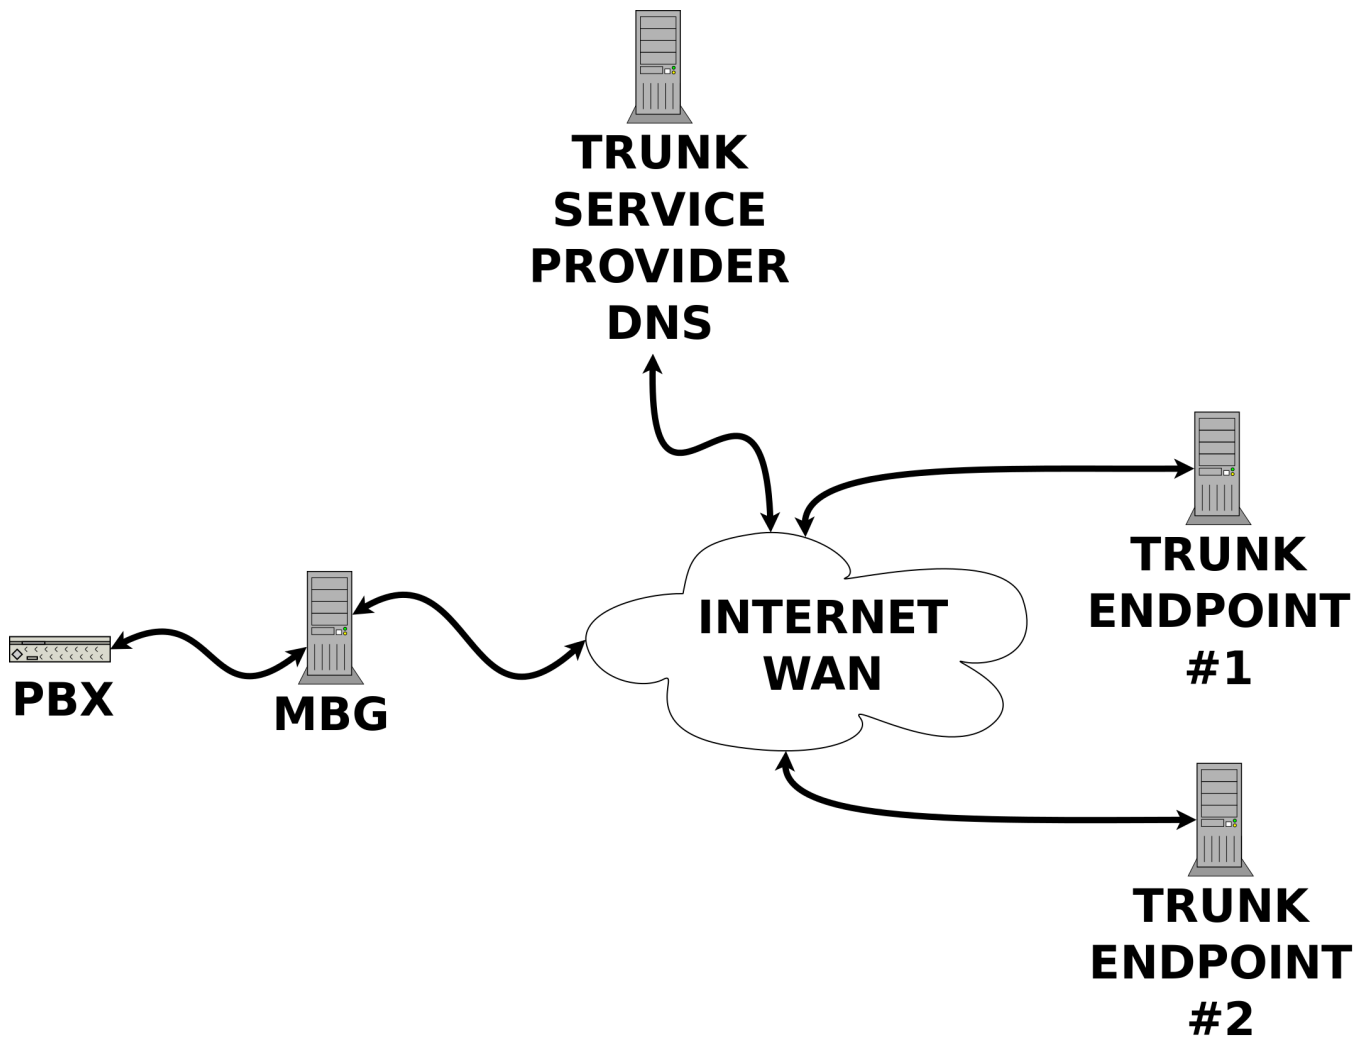 TRUNK
SERVICE
PROVIDER
DNS
TRUNK
ENDPOINT
#1
INTERNET
WAN
PBX
MBG
TRUNK
ENDPOINT
#2